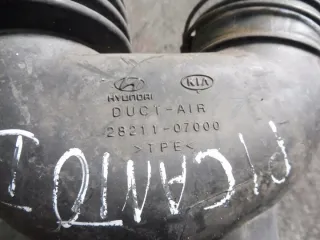 HYUNDAI KIA
DUCT-AIR
28211-07000
>TPE<
PICANTO